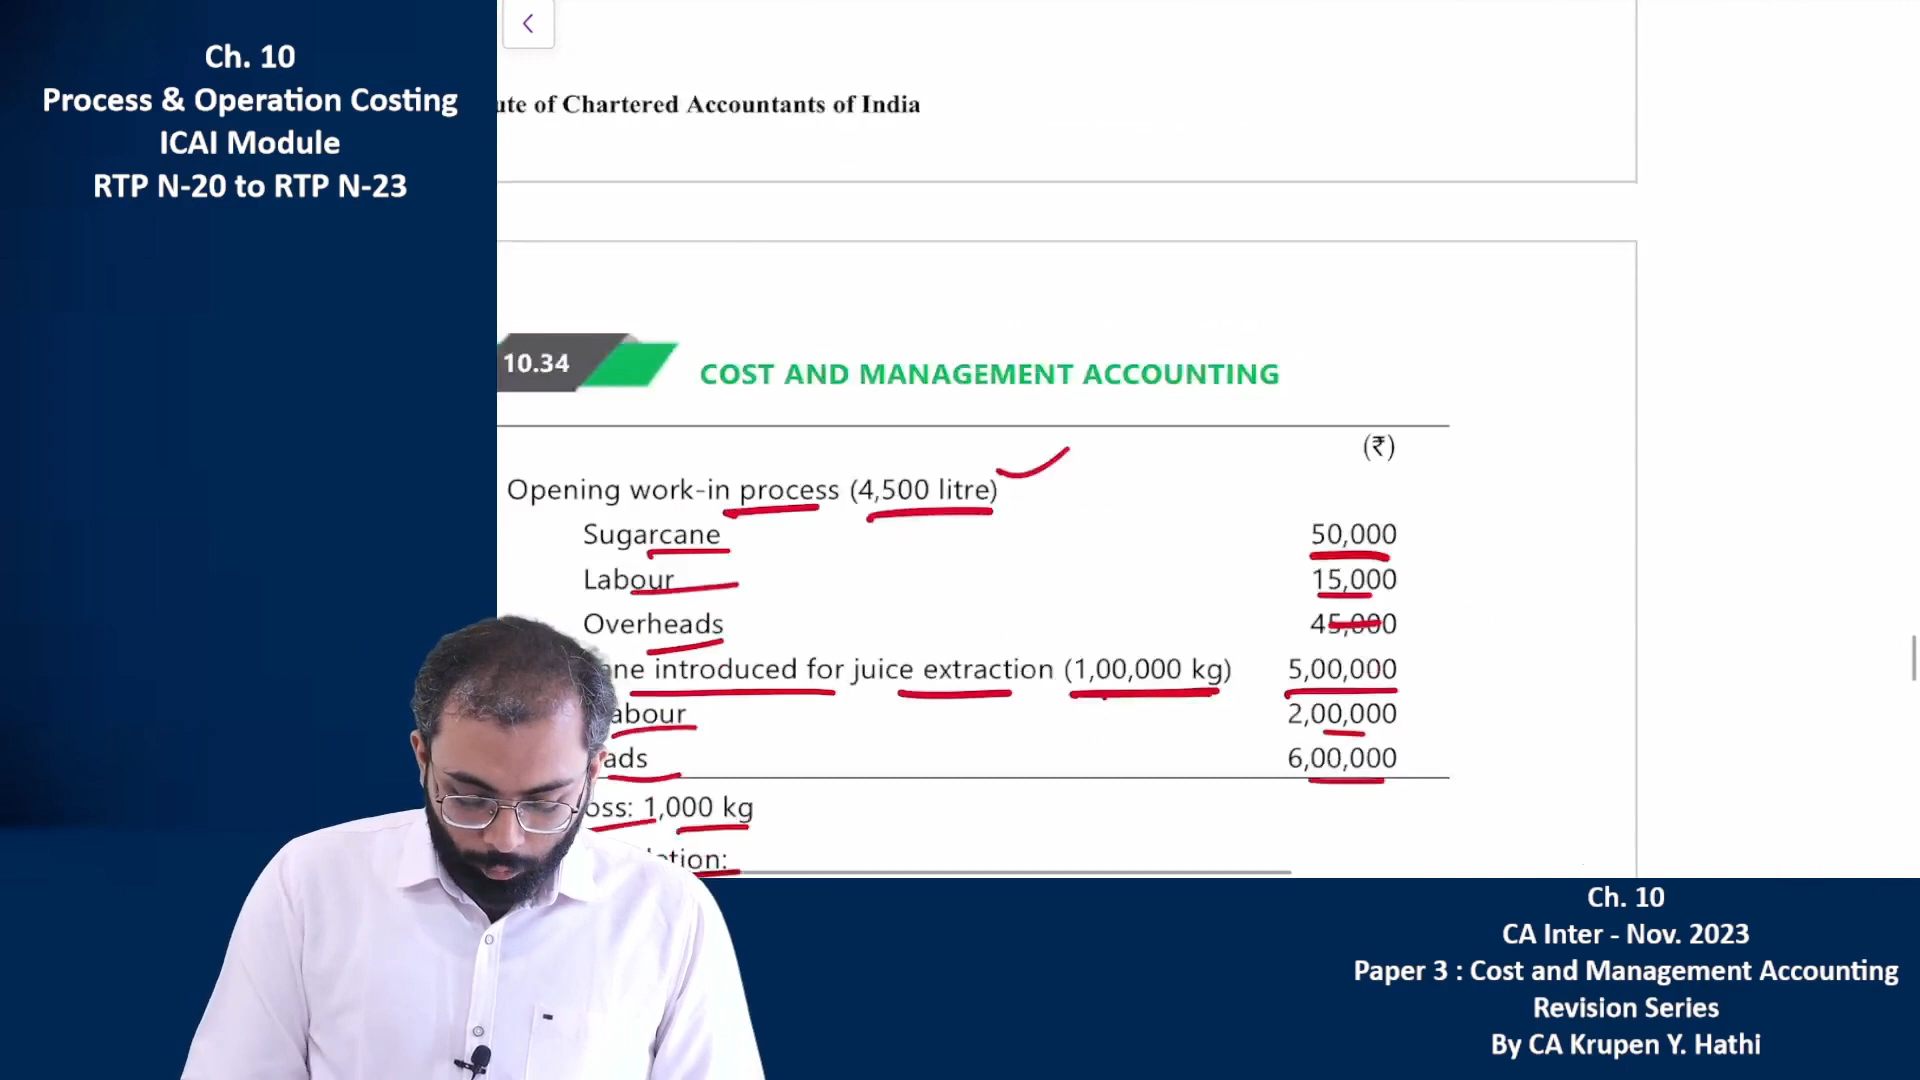 Ch. 10
Process & Operation Costing
ICAI Module
RTP N-20 to RTP N-23
ute of Chartered Accountants of India
10.34 COST AND MANAGEMENT ACCOUNTING
(₹)
Opening work-in process (4,500 litre)
Sugarcane 50,000
Labour 15,000
Overheads 45,000
ane introduced for juice extraction (1,00,000 kg) 5,00,000
abour 2,00,000
ads 6,00,000
oss: 1,000 kg
ation:
Ch. 10
CA Inter - Nov. 2023
Paper 3 : Cost and Management Accounting
Revision Series
By CA Krupen Y. Hathi